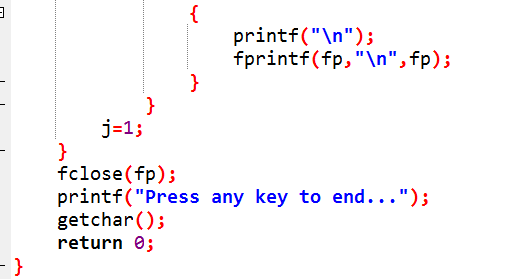 {
printf("\n");
fprintf(fp,"\n",fp);
}
}
j=1;
}
fclose(fp);
printf("Press any key to end...");
getchar();
return 0;
}